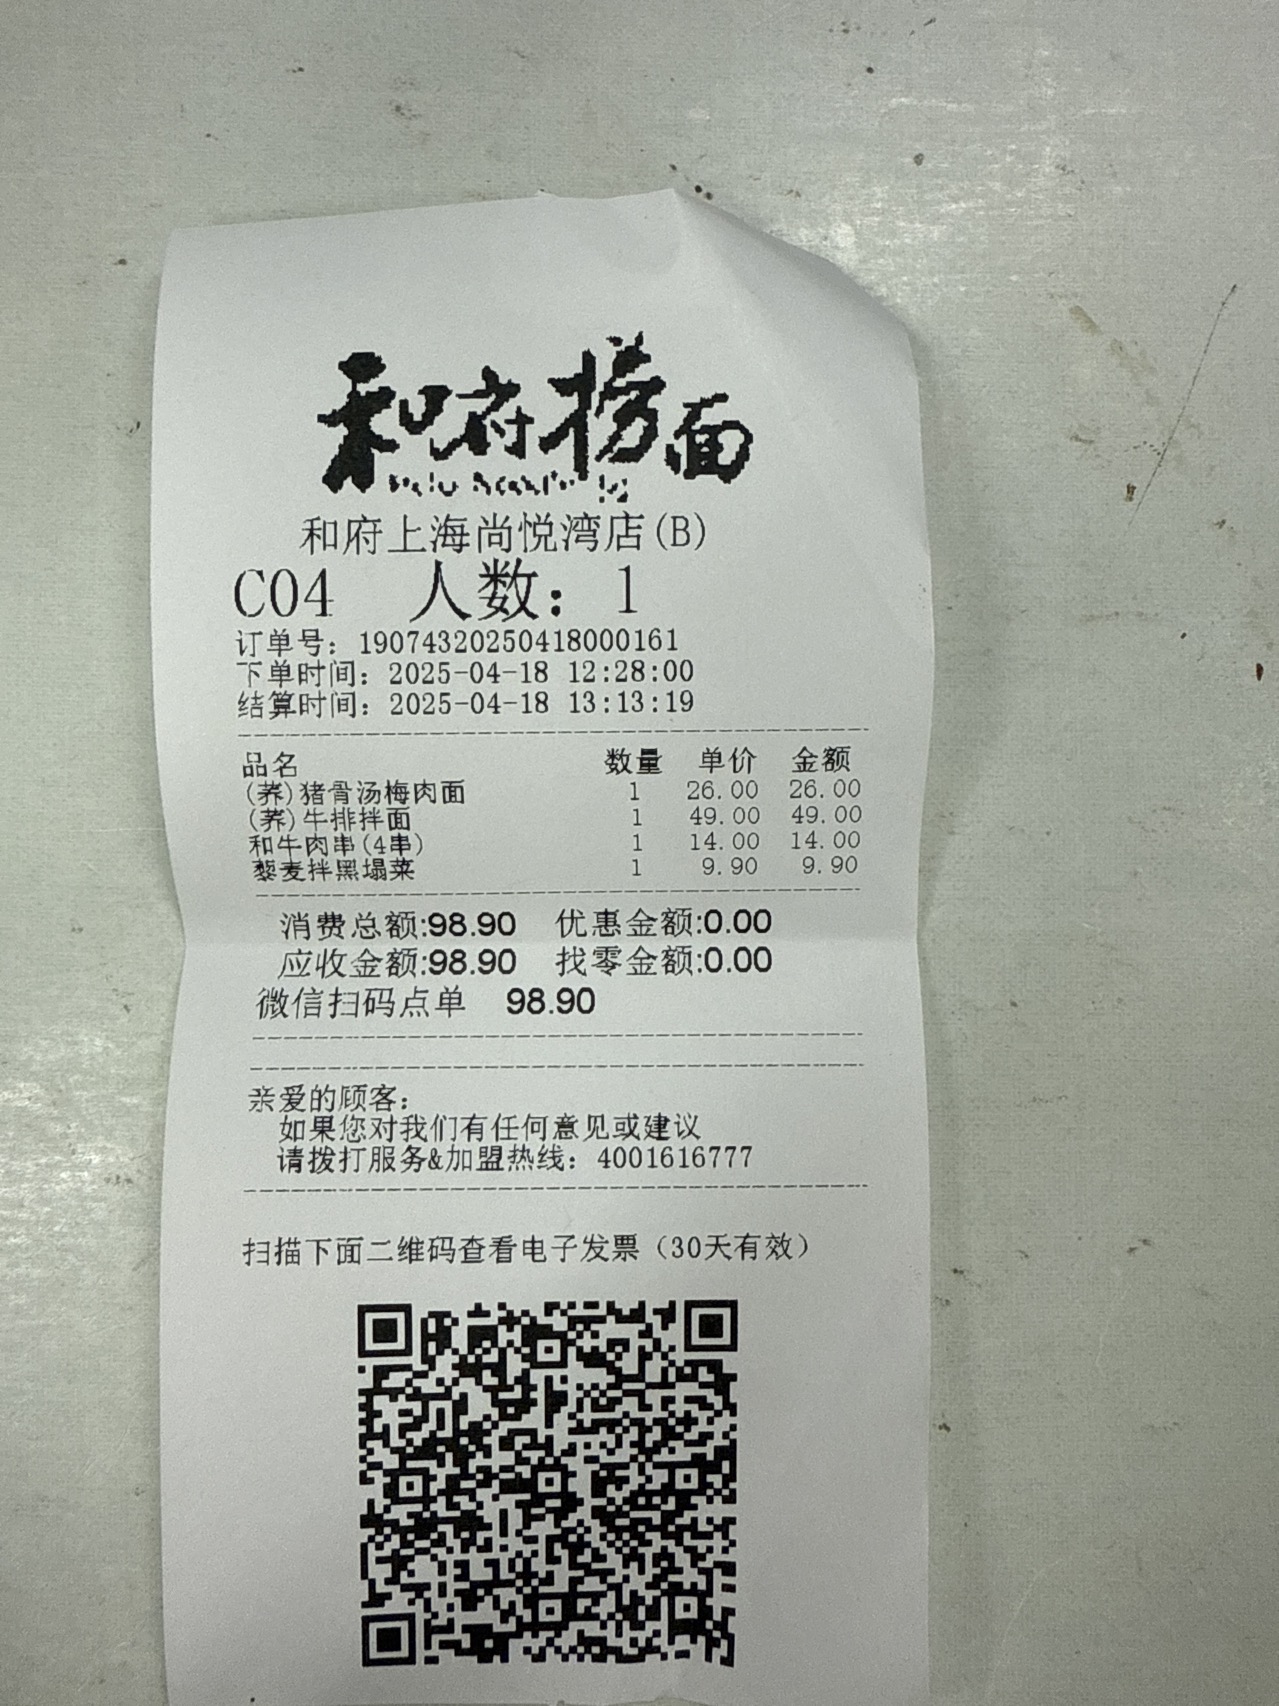 和府捞面
和府上海尚悦湾店(B)
C04 人数：1
订单号：19074320250418000161
下单时间：2025-04-18 12:28:00
结算时间：2025-04-18 13:13:19
品名 数量 单价 金额
(荞)猪骨汤梅肉面 1 26.00 26.00
(荞)牛排拌面 1 49.00 49.00
和牛肉串(4串) 1 14.00 14.00
藜麦拌黑塌菜 1 9.90 9.90
消费总额:98.90 优惠金额:0.00
应收金额:98.90 找零金额:0.00
微信扫码点单 98.90
亲爱的顾客：
如果您对我们有任何意见或建议
请拨打服务&加盟热线：4001616777
扫描下面二维码查看电子发票（30天有效）